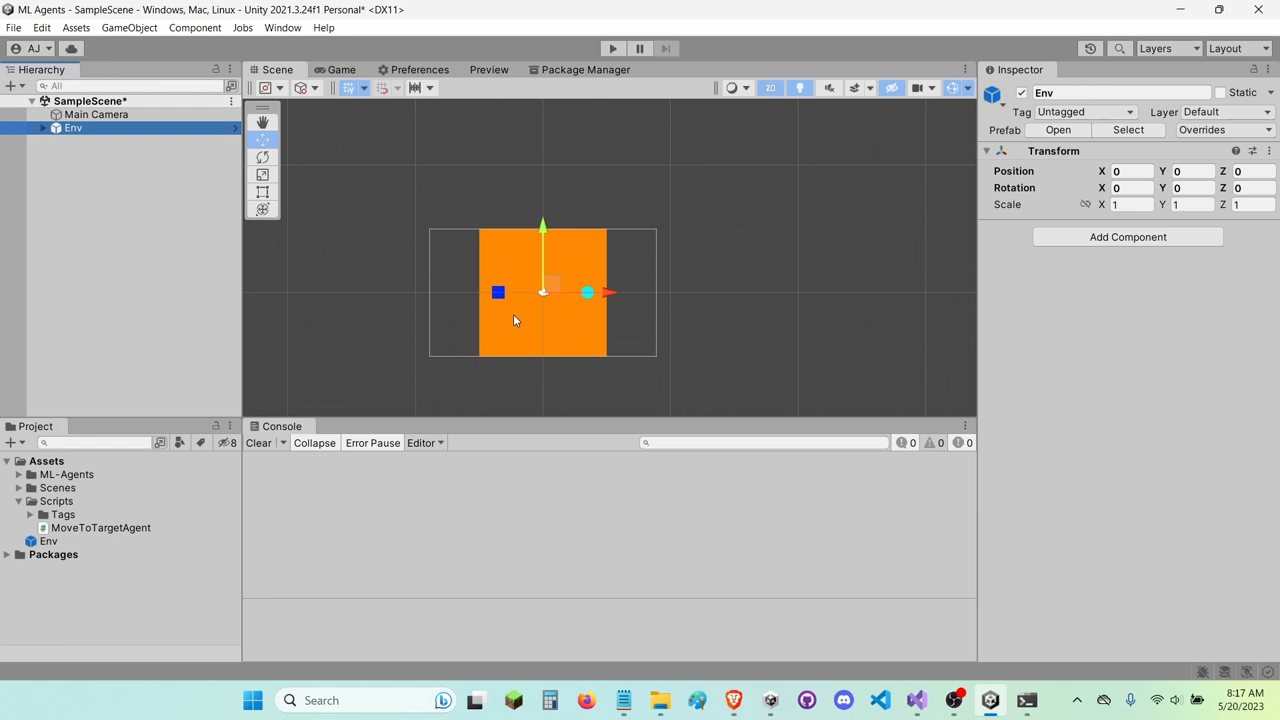 ML Agents - SampleScene - Windows, Mac, Linux - Unity 2021.3.24f1 Personal* <DX11>
File Edit Assets GameObject Component Jobs Window Help
AJ Layers Layout
Hierarchy Scene Game Preferences Preview Package Manager Inspector
All 2D Env Static
SampleScene* Tag Untagged Layer Default
Main Camera Prefab Open Select Overrides
Env Transform
Position X 0 Y 0 Z 0
Rotation X 0 Y 0 Z 0
Scale X 1 Y 1 Z 1
Add Component
Project Console
8 Clear Collapse Error Pause Editor 0 0 0
Assets
ML-Agents
Scenes
Scripts
Tags
MoveToTargetAgent
Env
Packages
Search 8:17 AM
5/20/2023